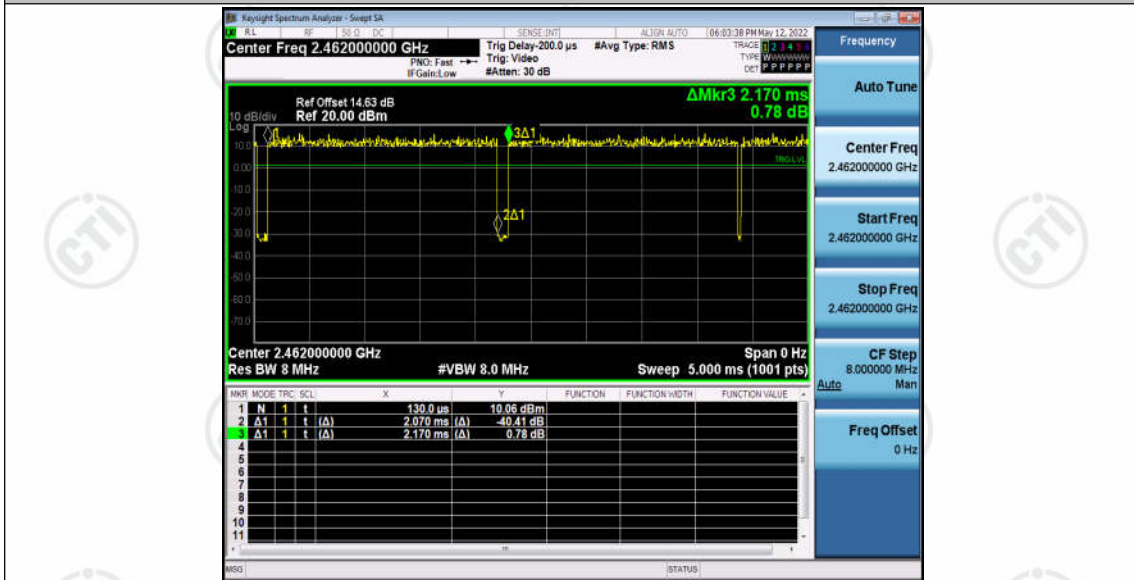 Keysight Spectrum Analyzer - Swept SA
RL RF 50 Ω DC SENSE:INT ALIGN AUTO 06:03:38 PM May 12, 2022
Center Freq 2.462000000 GHz
PNO: Fast
IFGain:Low
Trig Delay-200.0 µs
Trig: Video
#Atten: 30 dB
#Avg Type: RMS
TRACE 1 2 3 4 5 6
TYPE WWWWWW
DET P P P P P P
ΔMkr3 2.170 ms
0.78 dB
Ref Offset 14.63 dB
10 dB/div Ref 20.00 dBm
Log
10.0
0.00
-10.0
-20.0
-30.0
-40.0
-50.0
-60.0
-70.0
1
3Δ1
2Δ1
TRIG LVL
Center 2.462000000 GHz Span 0 Hz
Res BW 8 MHz #VBW 8.0 MHz Sweep 5.000 ms (1001 pts)
MKR MODE TRC SCL X Y FUNCTION FUNCTION WIDTH FUNCTION VALUE
1 N 1 t 130.0 µs 10.06 dBm
2 Δ1 1 t (Δ) 2.070 ms (Δ) -40.41 dB
3 Δ1 1 t (Δ) 2.170 ms (Δ) 0.78 dB
4
5
6
7
8
9
10
11
MSG STATUS
Frequency
Auto Tune
Center Freq
2.462000000 GHz
Start Freq
2.462000000 GHz
Stop Freq
2.462000000 GHz
CF Step
8.000000 MHz
Auto Man
Freq Offset
0 Hz
CTI
CTI